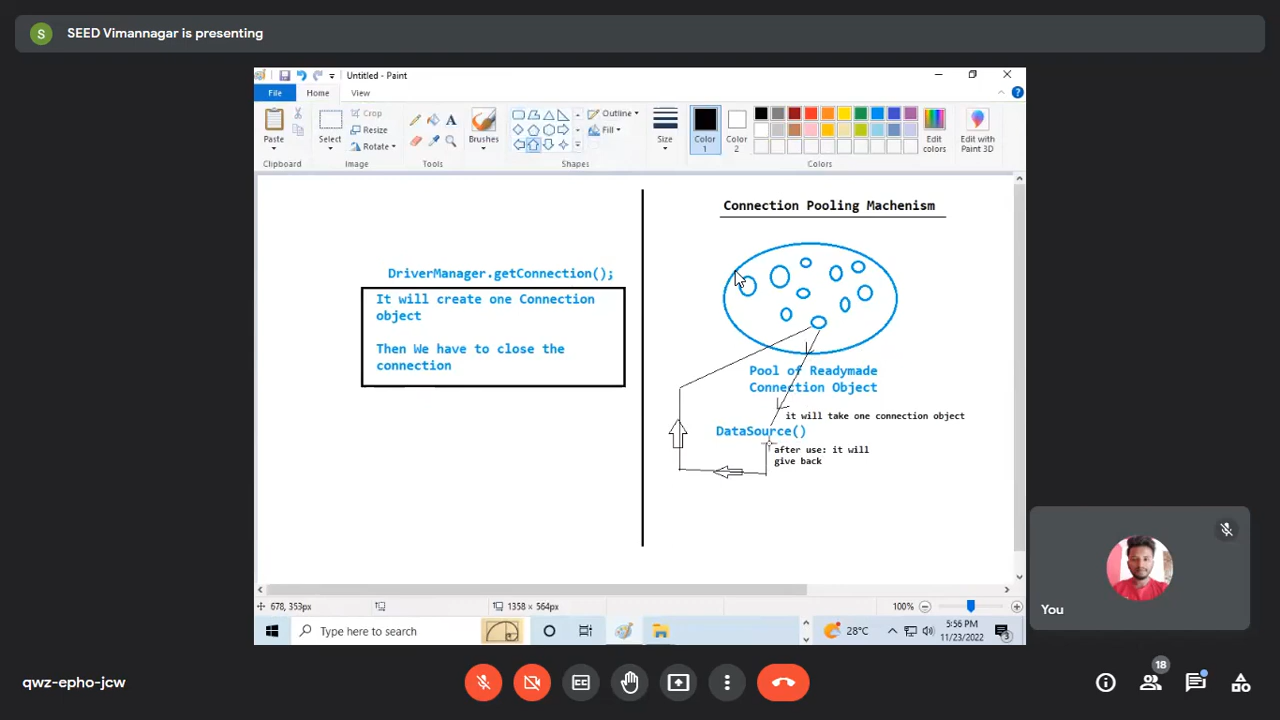 S
SEED Vimannagar is presenting
Untitled - Paint
File
Home
View
Paste
Clipboard
Select
Crop
Resize
Rotate
Image
A
Tools
Brushes
Outline
Fill
Shapes
Size
Color
1
Color
2
Edit
colors
Colors
Edit with
Paint 3D
Connection Pooling Machenism
DriverManager.getConnection();
It will create one Connection
object
Then We have to close the
connection
Pool of Readymade
Connection Object
it will take one connection object
DataSource()
after use: it will
give back
You
678, 353px
1358 × 564px
100%
Type here to search
28°C
5:56 PM
11/23/2022
3
qwz-epho-jcw
18